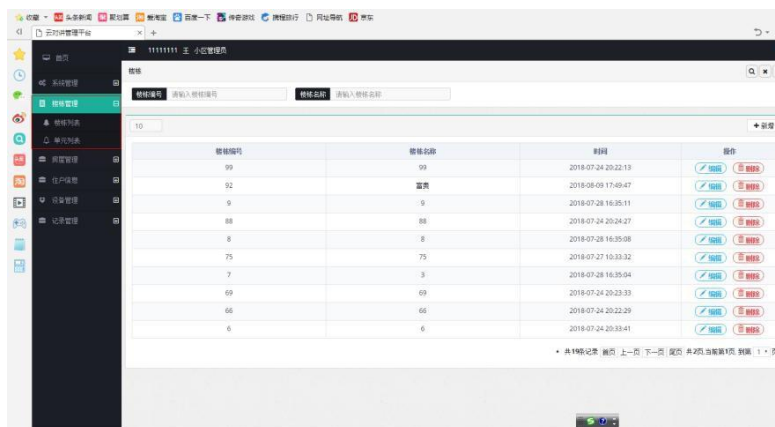 收藏 头条新闻 聚划算 爱淘宝 百度一下 传奇游戏 携程旅行 网址导航 JD 京东
云对讲管理平台
首页
系统管理
楼栋管理
楼栋列表
单元列表
房屋管理
住户信息
设备管理
记录管理
11111111 王 小区管理员
楼栋
楼栋编号 请输入楼栋编号 楼栋名称 请输入楼栋名称
10
楼栋编号 楼栋名称 时间 操作
99 99 2018-07-24 20:22:13 编辑 删除
92 富贵 2018-08-09 17:49:47 编辑 删除
9 9 2018-07-28 16:35:11 编辑 删除
88 88 2018-07-24 20:24:27 编辑 删除
8 8 2018-07-28 16:35:08 编辑 删除
75 75 2018-07-27 10:33:32 编辑 删除
7 3 2018-07-28 16:35:04 编辑 删除
69 69 2018-07-24 20:23:33 编辑 删除
66 66 2018-07-24 20:22:29 编辑 删除
6 6 2018-07-24 20:33:41 编辑 删除
共19条记录 首页 上一页 下一页 尾页 共2页,当前第1页, 到第 1